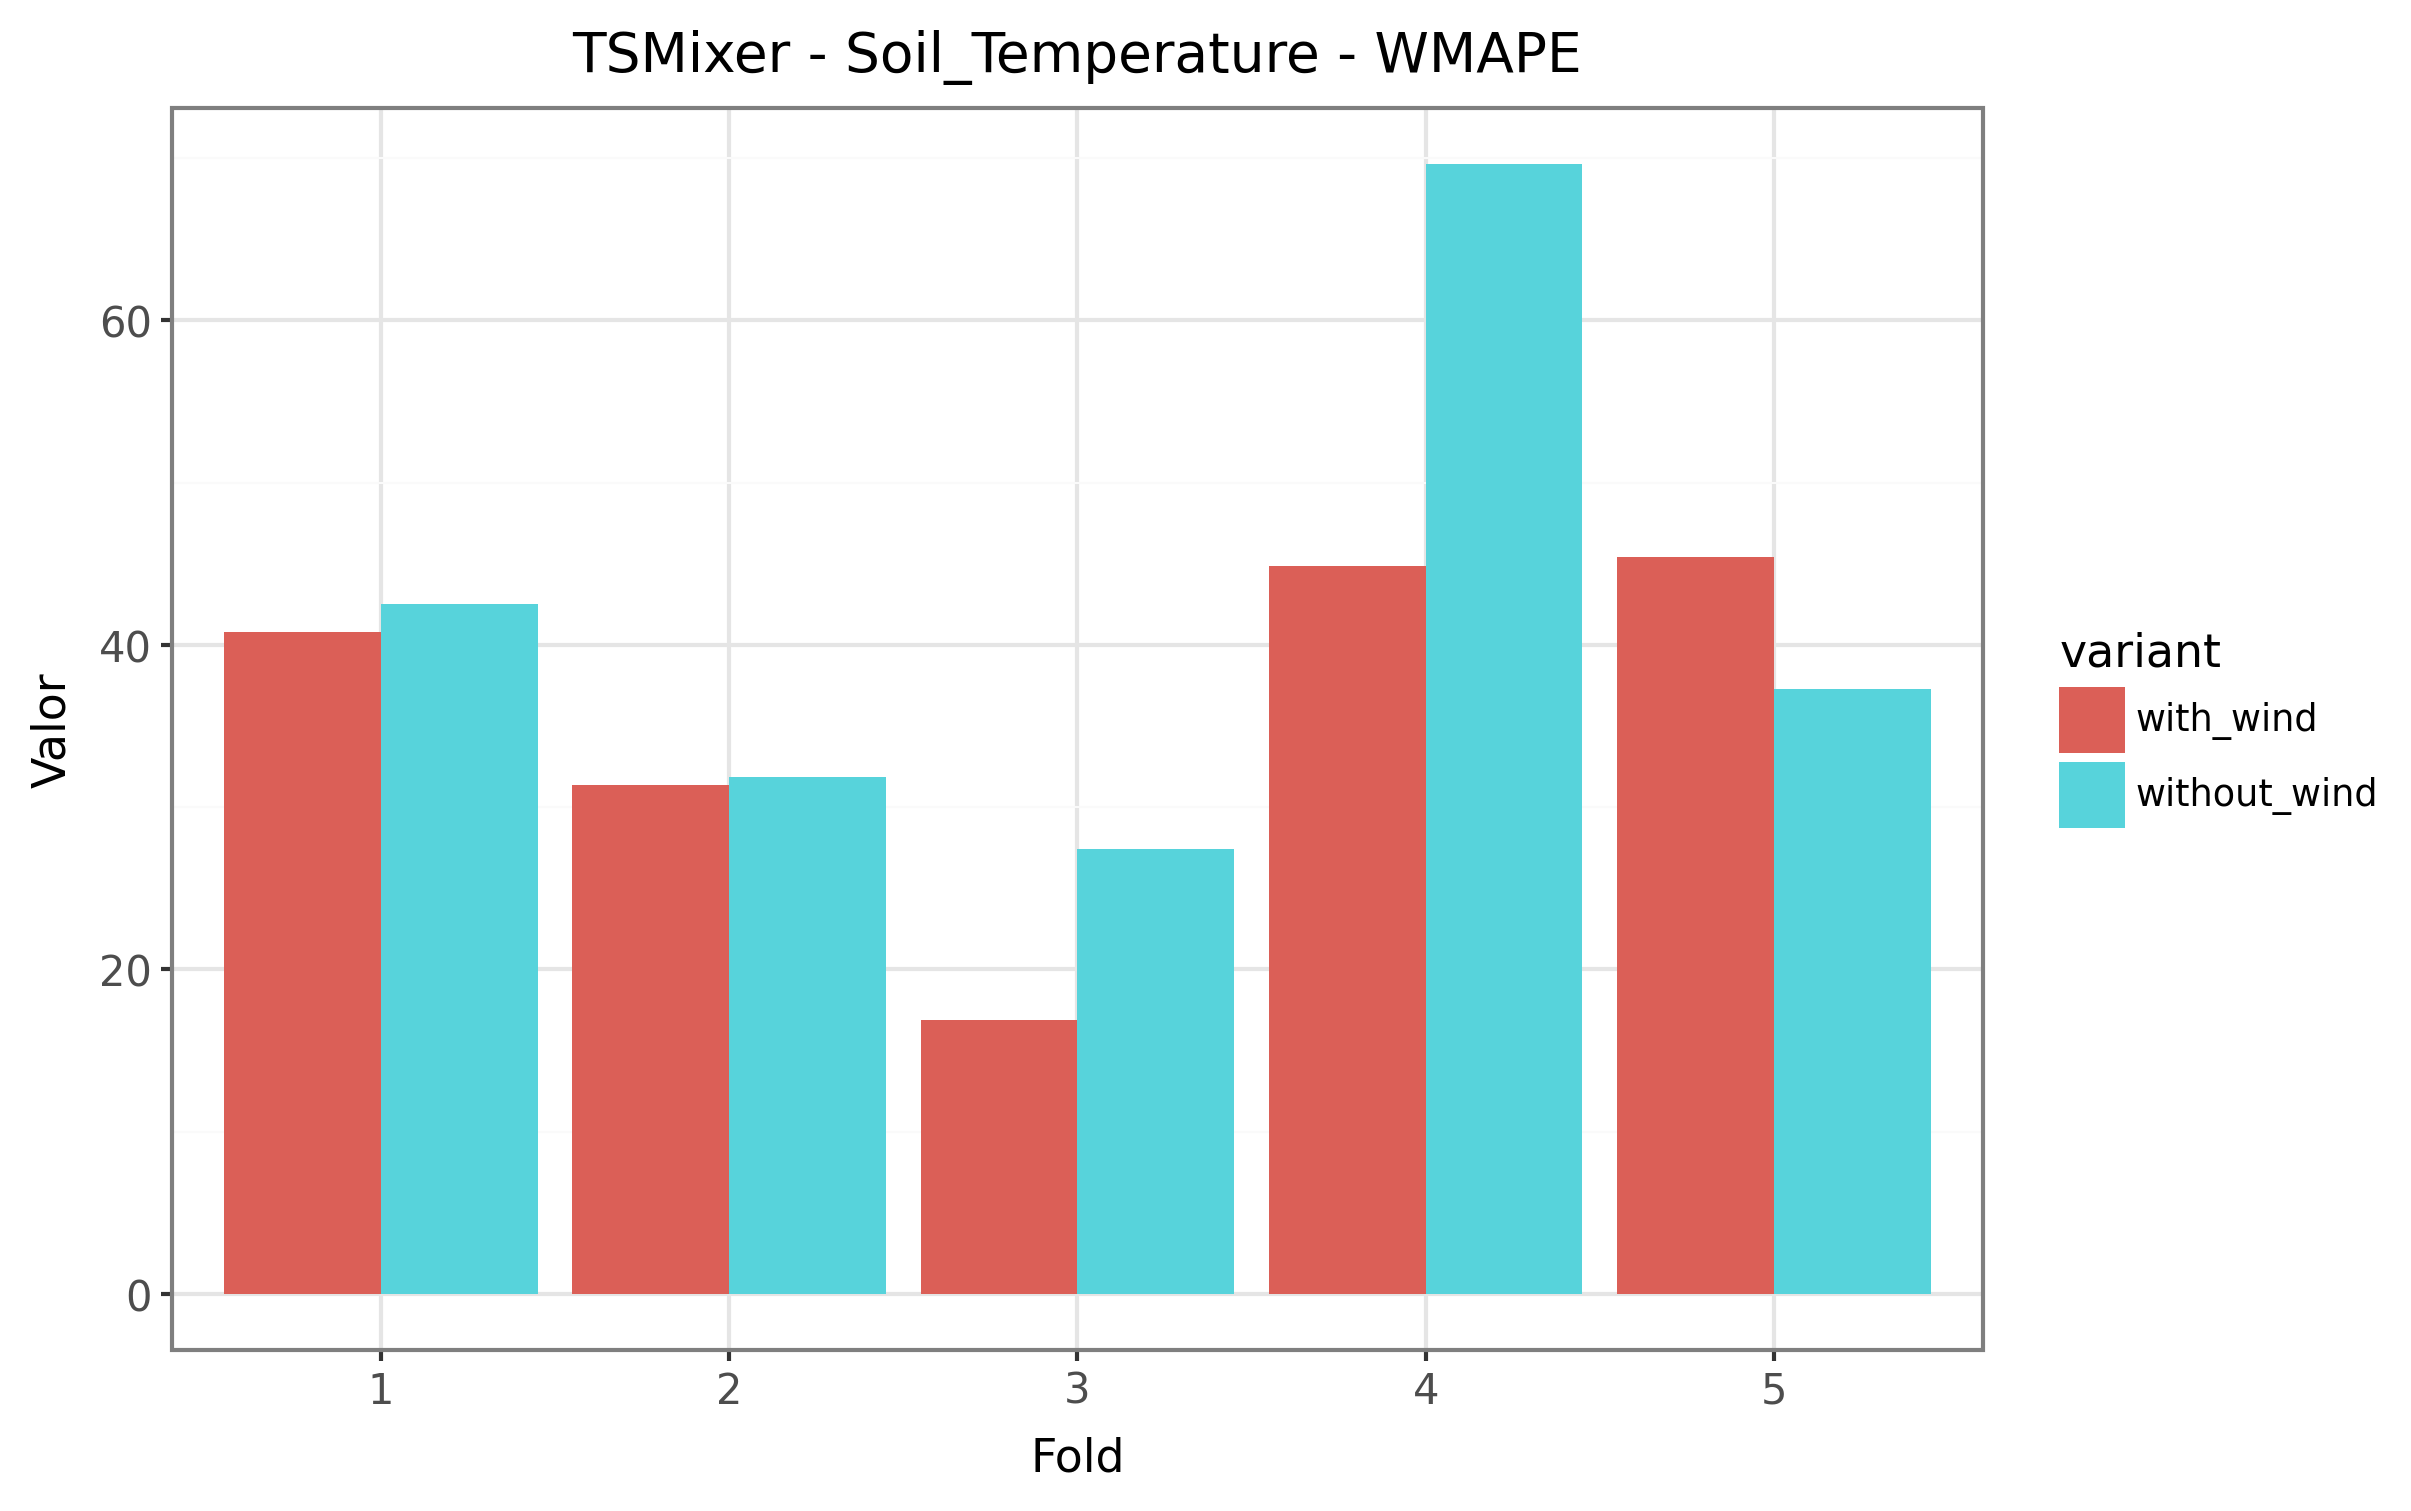 TSMixer - Soil_Temperature - WMAPE
Valor
60
40
20
0
1 2 3 4 5
Fold
variant
with_wind
without_wind